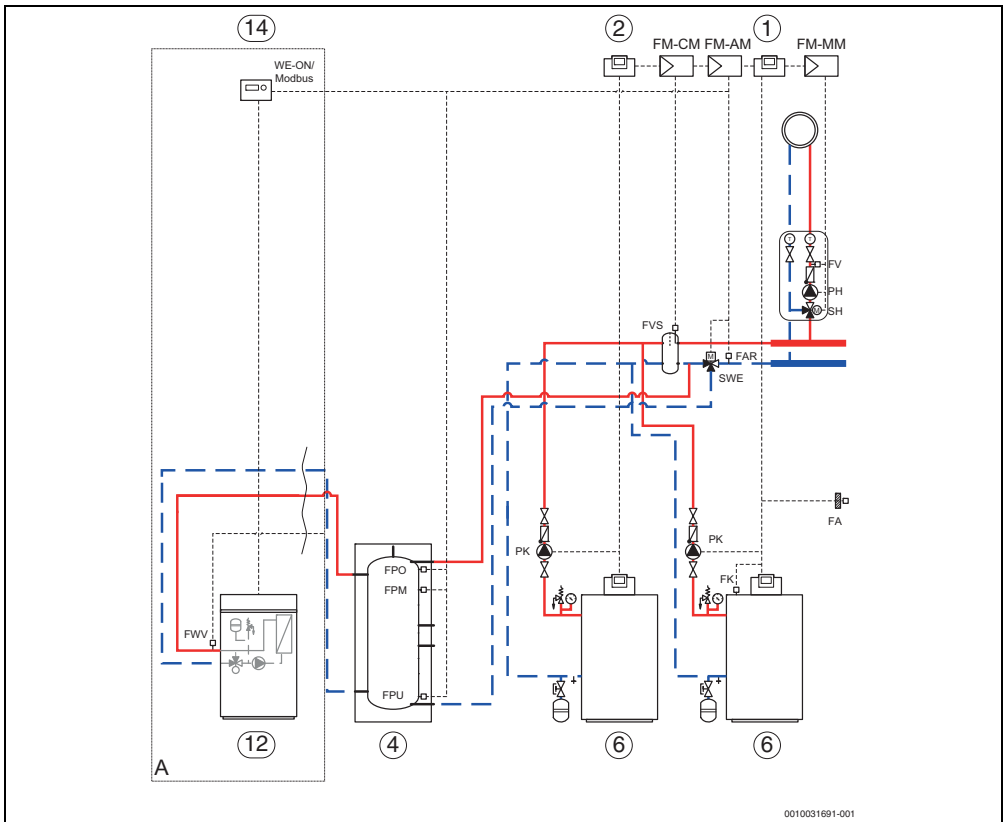 14
2
FM-CM FM-AM
1
FM-MM
WE-ON/
Modbus
T T
FV
PH
M
SH
FVS
M
FAR
SWE
FA
PK
PK
FPO
FPM
FK
FWV
FPU
12
4
6
6
A
0010031691-001